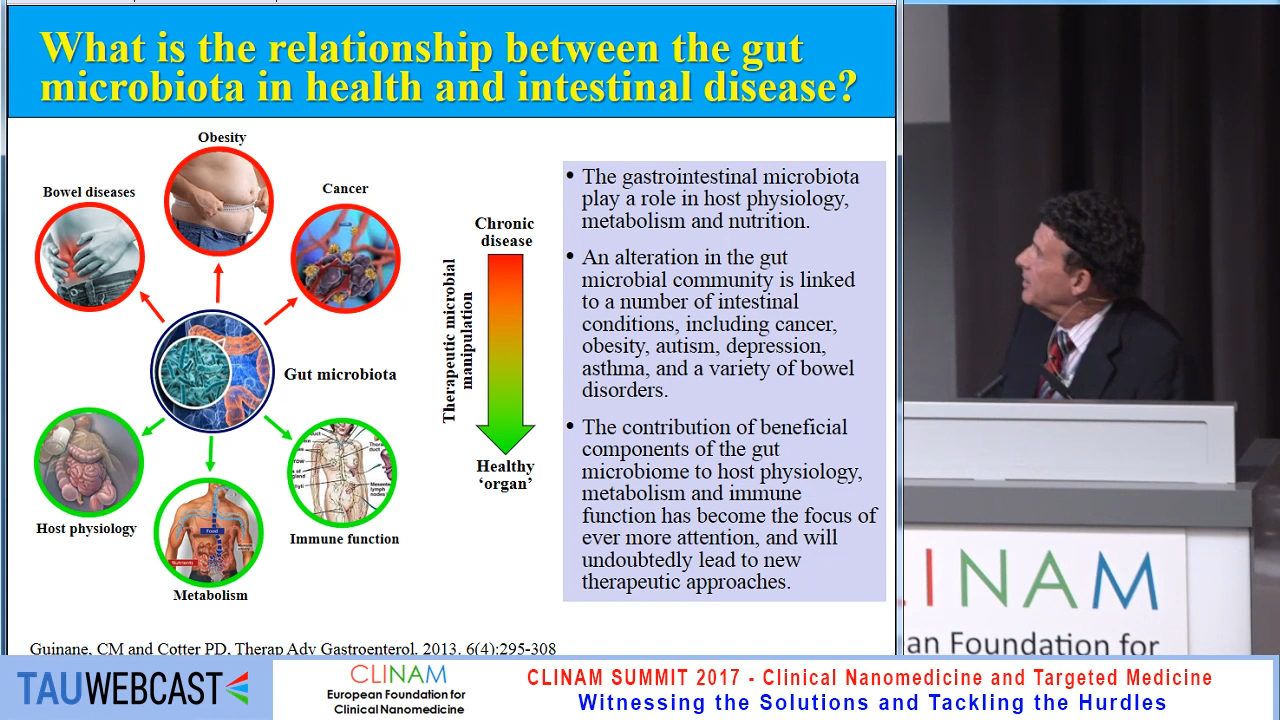 What is the relationship between the gut
microbiota in health and intestinal disease?
Obesity
Bowel diseases
Cancer
Gut microbiota
Host physiology
Metabolism
Immune function
Chronic
disease
Therapeutic microbial
manipulation
Healthy
‘organ’
• The gastrointestinal microbiota
play a role in host physiology,
metabolism and nutrition.
• An alteration in the gut
microbial community is linked
to a number of intestinal
conditions, including cancer,
obesity, autism, depression,
asthma, and a variety of bowel
disorders.
• The contribution of beneficial
components of the gut
microbiome to host physiology,
metabolism and immune
function has become the focus of
ever more attention, and will
undoubtedly lead to new
therapeutic approaches.
Guinane, CM and Cotter PD. Therap Adv Gastroenterol. 2013. 6(4):295-308
Food
Nutrients
INAM
an Foundation for
TAUWEBCAST
CLINAM
European Foundation for
Clinical Nanomedicine
CLINAM SUMMIT 2017 - Clinical Nanomedicine and Targeted Medicine
Witnessing the Solutions and Tackling the Hurdles